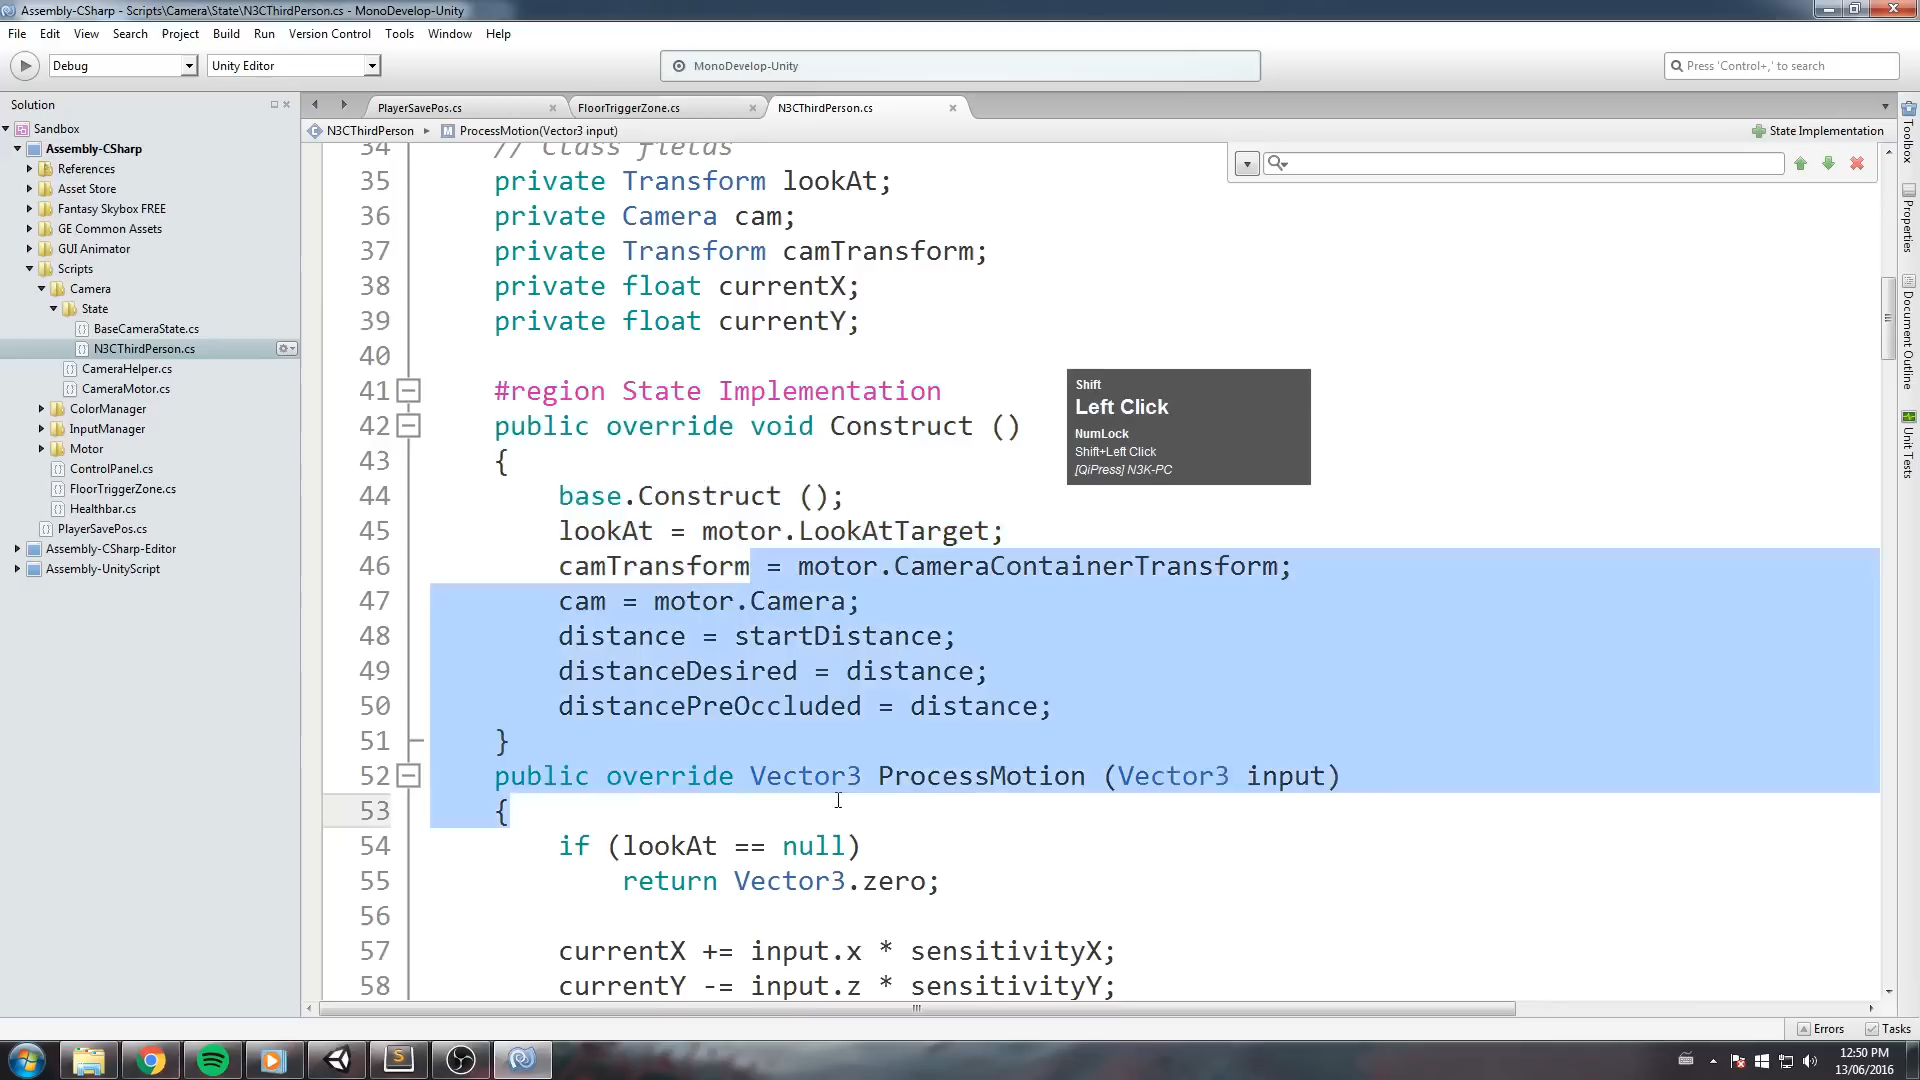 Assembly-CSharp - Scripts\Camera\State\N3CThirdPerson.cs - MonoDevelop-Unity
File Edit View Search Project Build Run Version Control Tools Window Help
Debug Unity Editor MonoDevelop-Unity Press 'Control+,' to search
Solution
Sandbox
Assembly-CSharp
References
Asset Store
Fantasy Skybox FREE
GE Common Assets
GUI Animator
Scripts
Camera
State
BaseCameraState.cs
N3CThirdPerson.cs
CameraHelper.cs
CameraMotor.cs
ColorManager
InputManager
Motor
ControlPanel.cs
FloorTriggerZone.cs
Healthbar.cs
PlayerSavePos.cs
Assembly-CSharp-Editor
Assembly-UnityScript
PlayerSavePos.cs FloorTriggerZone.cs N3CThirdPerson.cs
N3CThirdPerson ProcessMotion(Vector3 input) State Implementation
34 // Class fields
35 private Transform lookAt;
36 private Camera cam;
37 private Transform camTransform;
38 private float currentX;
39 private float currentY;
40
41 #region State Implementation
42 public override void Construct ()
43 {
44 base.Construct ();
45 lookAt = motor.LookAtTarget;
46 camTransform = motor.CameraContainerTransform;
47 cam = motor.Camera;
48 distance = startDistance;
49 distanceDesired = distance;
50 distancePreOccluded = distance;
51 }
52 public override Vector3 ProcessMotion (Vector3 input)
53 {
54 if (lookAt == null)
55 return Vector3.zero;
56
57 currentX += input.x * sensitivityX;
58 currentY -= input.z * sensitivityY;
Shift
Left Click
NumLock
Shift+Left Click
[QiPress] N3K-PC
Toolbox
Properties
Document Outline
Unit Tests
Errors Tasks
12:50 PM
13/06/2016